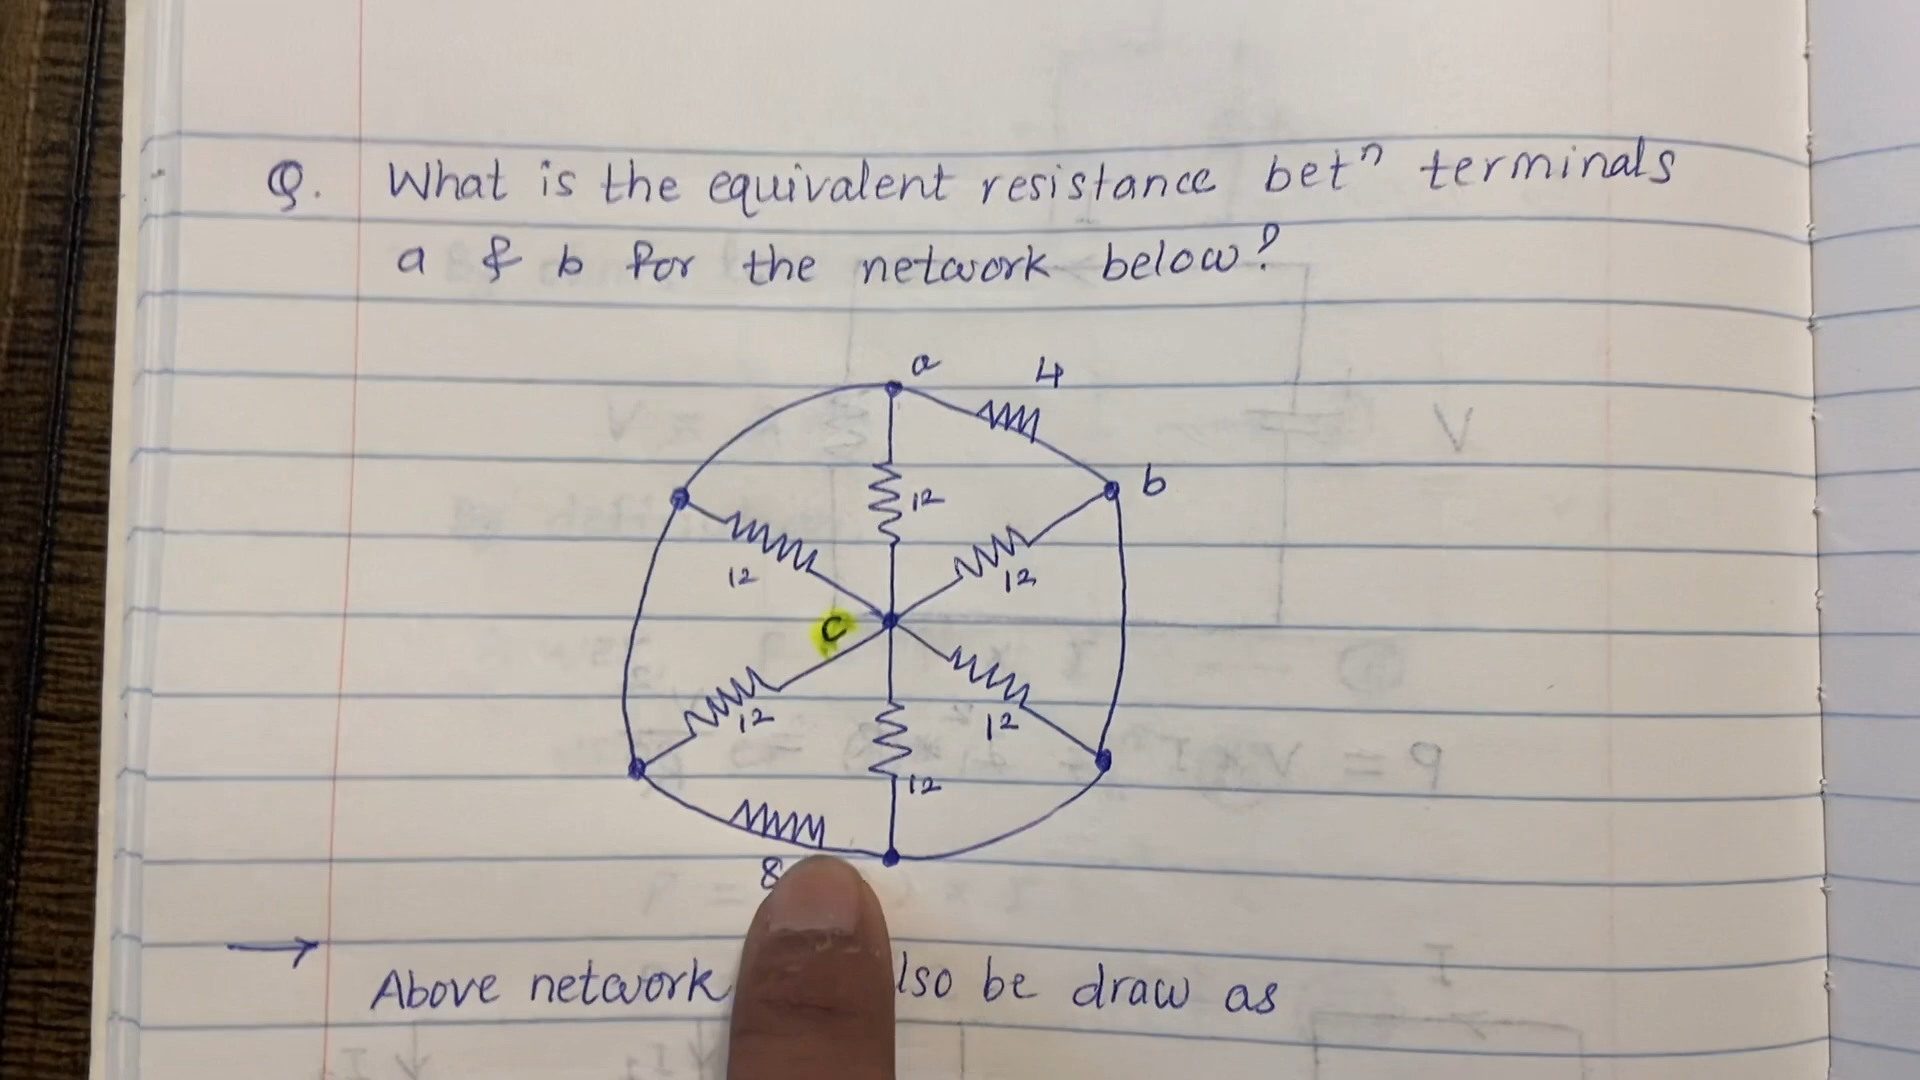 Q. What is the equivalent resistance betⁿ terminals
a & b for the network below?
a
4
b
12
12
12
c
12
12
12
8
Above network lso be draw as